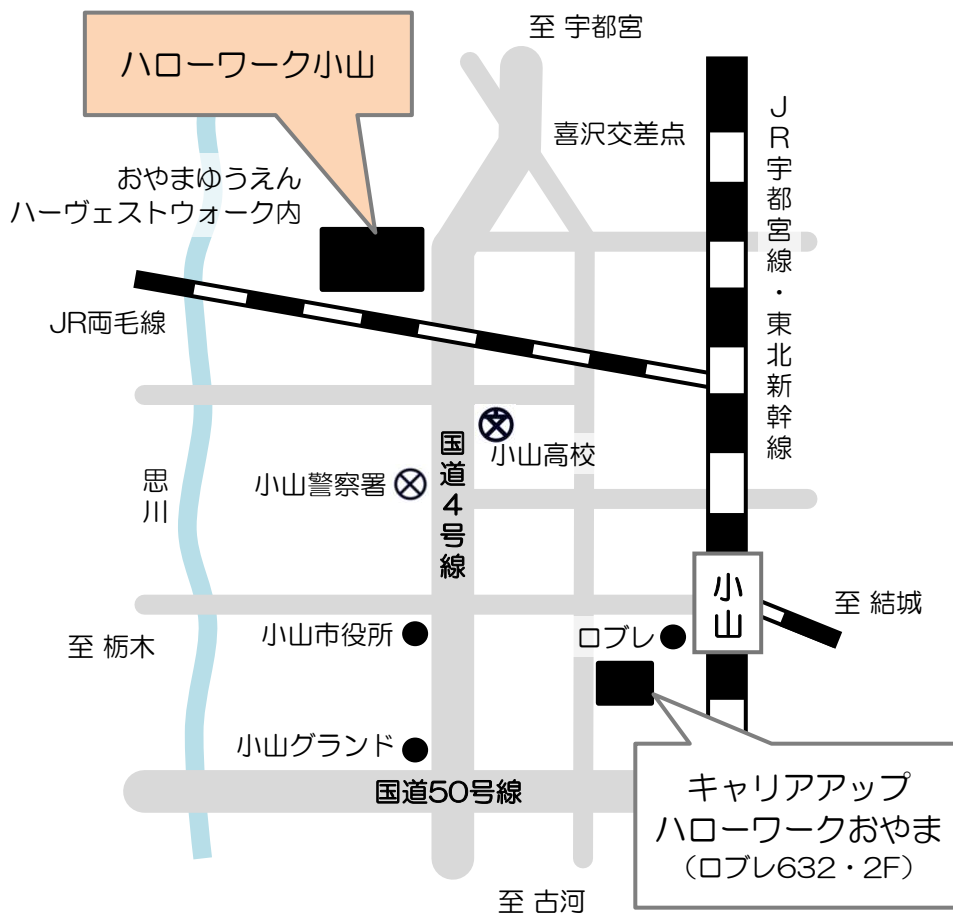 至 宇都宮
ハローワーク小山
喜沢交差点
JR宇都宮線・東北新幹線
おやまゆうえん
ハーヴェストウォーク内
JR両毛線
国道4号線
小山高校
小山警察署
思川
小山
至 結城
小山市役所
ロブレ
至 栃木
小山グランド
国道50号線
キャリアアップ
ハローワークおやま
（ロブレ632・2F）
至 古河